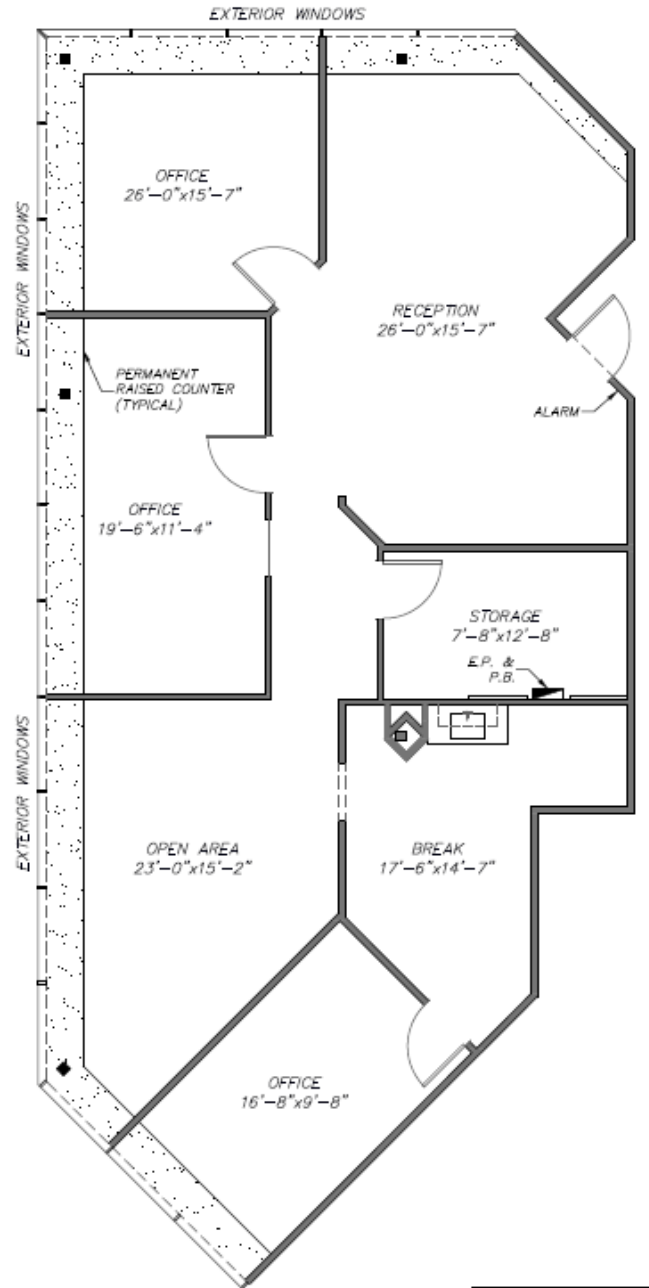 EXTERIOR WINDOWS
OFFICE
26'-0"x15'-7"
EXTERIOR WINDOWS
RECEPTION
26'-0"x15'-7"
PERMANENT
RAISED COUNTER
(TYPICAL)
ALARM
OFFICE
19'-6"x11'-4"
STORAGE
7'-8"x12'-8"
E.P. &
P.B.
EXTERIOR WINDOWS
OPEN AREA
23'-0"x15'-2"
BREAK
17'-6"x14'-7"
OFFICE
16'-8"x9'-8"